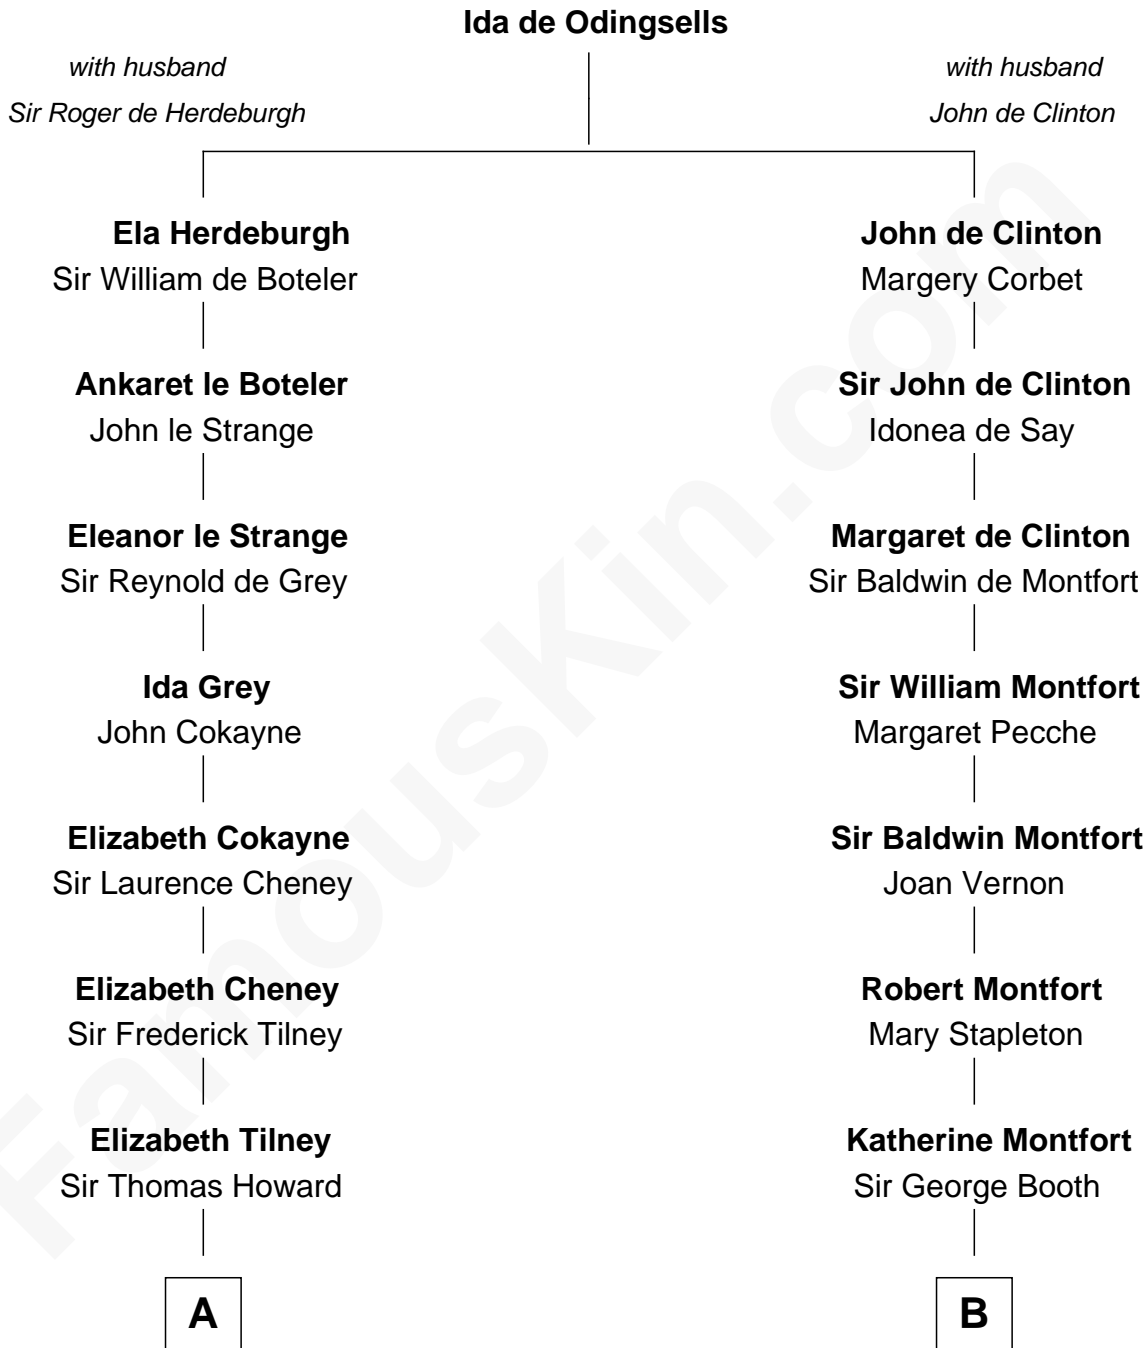 Ida de Odingsells
with husband
Sir Roger de Herdeburgh
with husband
John de Clinton
Ela Herdeburgh
Sir William de Boteler
Ankaret le Boteler
John le Strange
Eleanor le Strange
Sir Reynold de Grey
Ida Grey
John Cokayne
Elizabeth Cokayne
Sir Laurence Cheney
Elizabeth Cheney
Sir Frederick Tilney
Elizabeth Tilney
Sir Thomas Howard
A
John de Clinton
Margery Corbet
Sir John de Clinton
Idonea de Say
Margaret de Clinton
Sir Baldwin de Montfort
Sir William Montfort
Margaret Pecche
Sir Baldwin Montfort
Joan Vernon
Robert Montfort
Mary Stapleton
Katherine Montfort
Sir George Booth
B
FamousKin.com